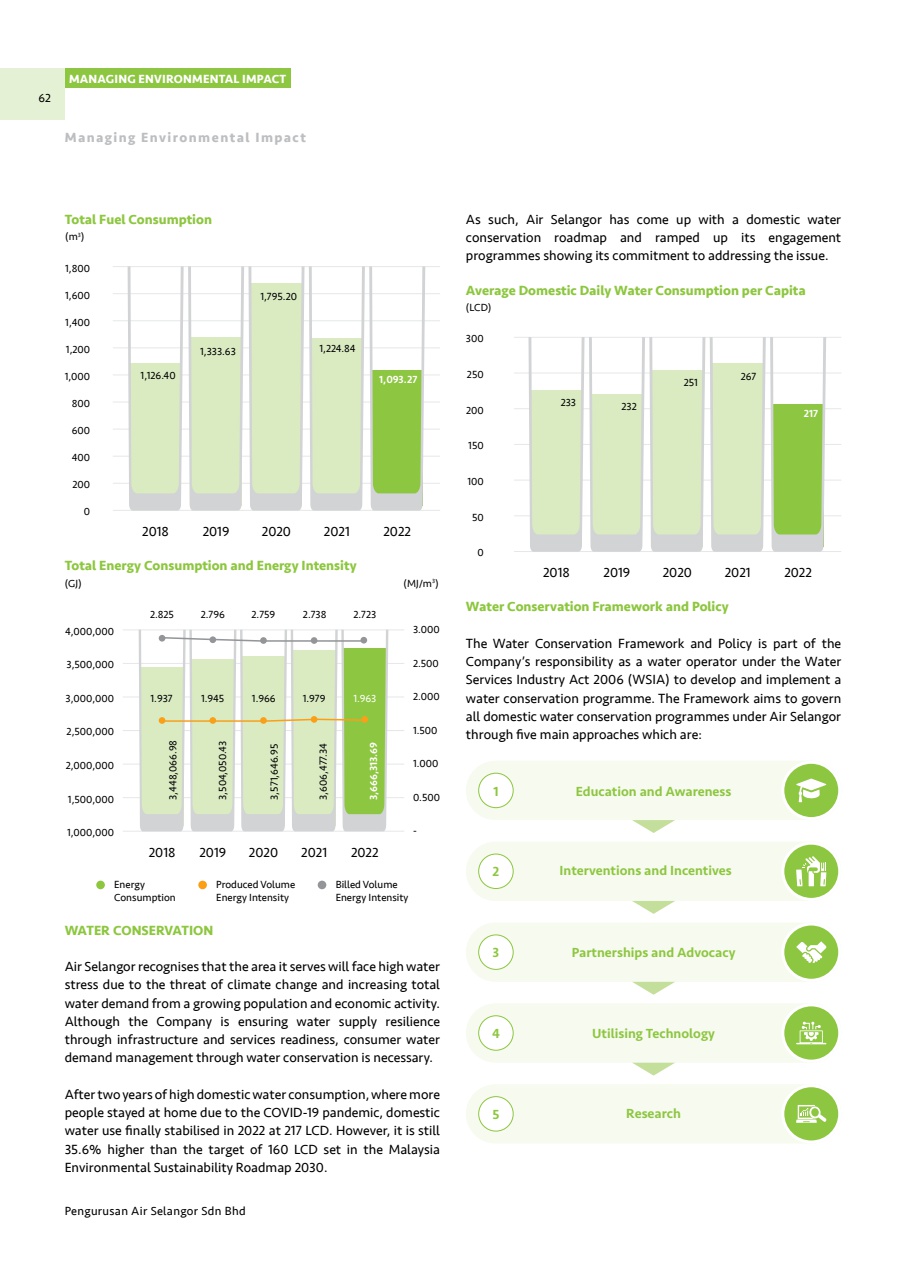 MANAGING ENVIRONMENTAL IMPACT
62
Managing Environmental Impact
Total Fuel Consumption
(m³)
1,800
1,600
1,400
1,200
1,000
800
600
400
200
0
1,126.40
1,333.63
1,795.20
1,224.84
1,093.27
2018 2019 2020 2021 2022
Total Energy Consumption and Energy Intensity
(GJ) (MJ/m³)
2.825 2.796 2.759 2.738 2.723
4,000,000
3,500,000
3,000,000
2,500,000
2,000,000
1,500,000
1,000,000
3.000
2.500
2.000
1.500
1.000
0.500
-
1.937 1.945 1.966 1.979 1.963
3,448,066.98
3,504,050.43
3,571,646.95
3,606,477.34
3,666,313.69
2018 2019 2020 2021 2022
Energy
Consumption
Produced Volume
Energy Intensity
Billed Volume
Energy Intensity
WATER CONSERVATION
Air Selangor recognises that the area it serves will face high water
stress due to the threat of climate change and increasing total
water demand from a growing population and economic activity.
Although the Company is ensuring water supply resilience
through infrastructure and services readiness, consumer water
demand management through water conservation is necessary.
After two years of high domestic water consumption, where more
people stayed at home due to the COVID-19 pandemic, domestic
water use finally stabilised in 2022 at 217 LCD. However, it is still
35.6% higher than the target of 160 LCD set in the Malaysia
Environmental Sustainability Roadmap 2030.
As such, Air Selangor has come up with a domestic water
conservation roadmap and ramped up its engagement
programmes showing its commitment to addressing the issue.
Average Domestic Daily Water Consumption per Capita
(LCD)
300
250
200
150
100
50
0
233
232
251
267
217
2018 2019 2020 2021 2022
Water Conservation Framework and Policy
The Water Conservation Framework and Policy is part of the
Company's responsibility as a water operator under the Water
Services Industry Act 2006 (WSIA) to develop and implement a
water conservation programme. The Framework aims to govern
all domestic water conservation programmes under Air Selangor
through five main approaches which are:
1 Education and Awareness
2 Interventions and Incentives
3 Partnerships and Advocacy
4 Utilising Technology
5 Research
Pengurusan Air Selangor Sdn Bhd